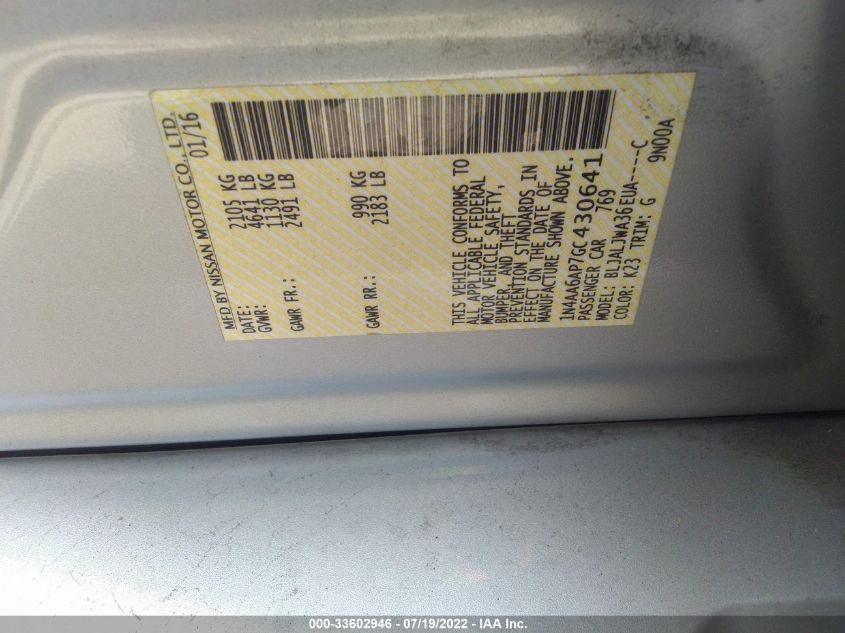 MFD BY NISSAN MOTOR CO., LTD.
DATE: 01/16
GVWR: 2105 KG
4641 LB
GAWR FR.: 1130 KG
2491 LB
GAWR RR.: 990 KG
2183 LB
THIS VEHICLE CONFORMS TO
ALL APPLICABLE FEDERAL
MOTOR VEHICLE SAFETY,
BUMPER, AND THEFT
PREVENTION STANDARDS IN
EFFECT ON THE DATE OF
MANUFACTURE SHOWN ABOVE.
1N4AA6AP7GC430641
PASSENGER CAR 769
MODEL: BLJALJWA36EUA-----C
COLOR: K23 TRIM: G 9N00A
000-33602946 - 07/19/2022 - Copyright © IAA, Inc.